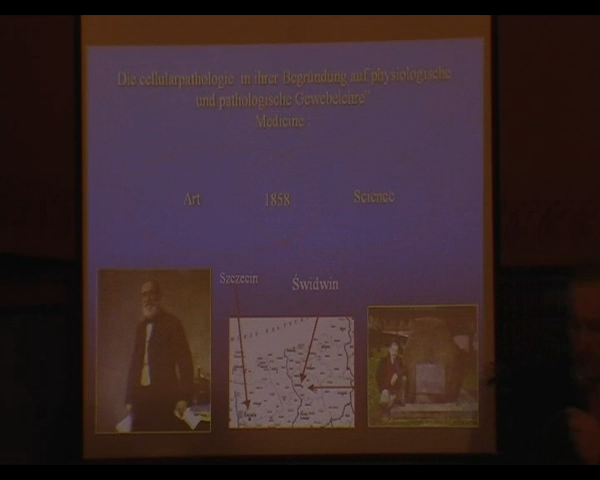 Die cellularpathologie in ihrer Begründung auf physiologische
und pathologische Gewebelehre"
Medicine :
Art 1858 Science
Szczecin Świdwin